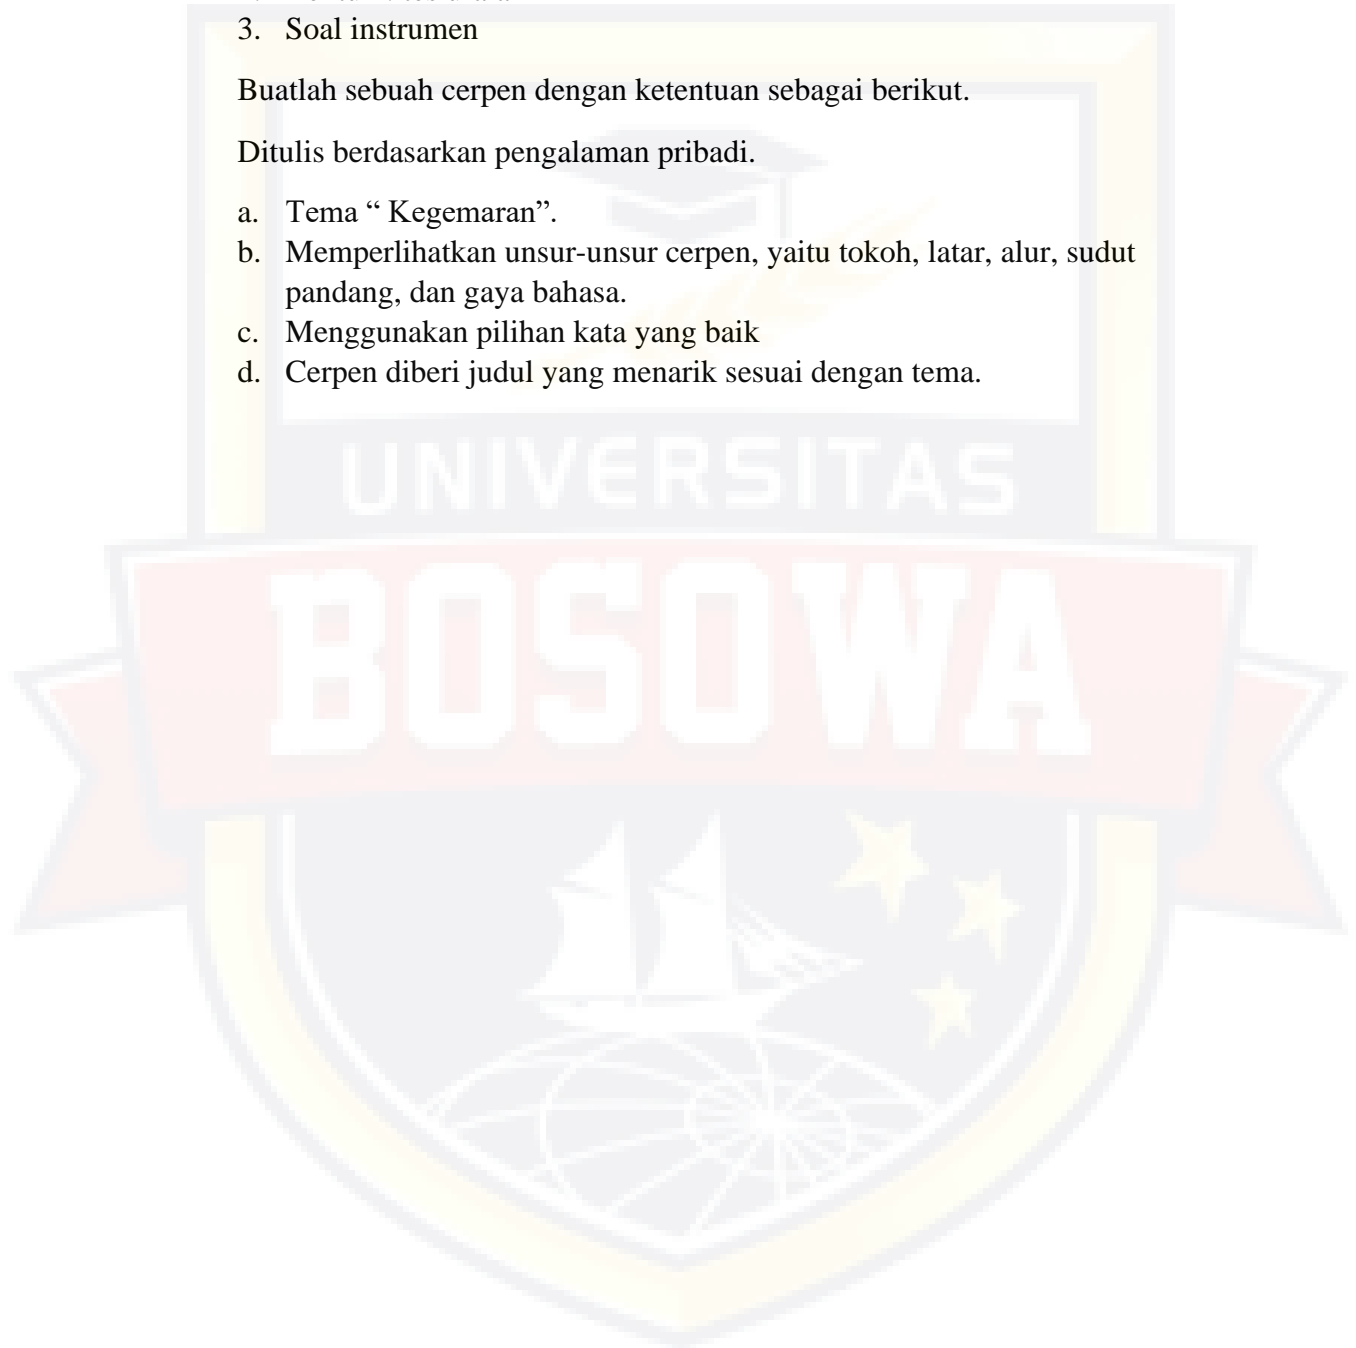 3. Soal instrumen
Buatlah sebuah cerpen dengan ketentuan sebagai berikut.
Ditulis berdasarkan pengalaman pribadi.
a. Tema “ Kegemaran”.
b. Memperlihatkan unsur-unsur cerpen, yaitu tokoh, latar, alur, sudut
pandang, dan gaya bahasa.
c. Menggunakan pilihan kata yang baik
d. Cerpen diberi judul yang menarik sesuai dengan tema.
UNIVERSITAS
BOSOWA